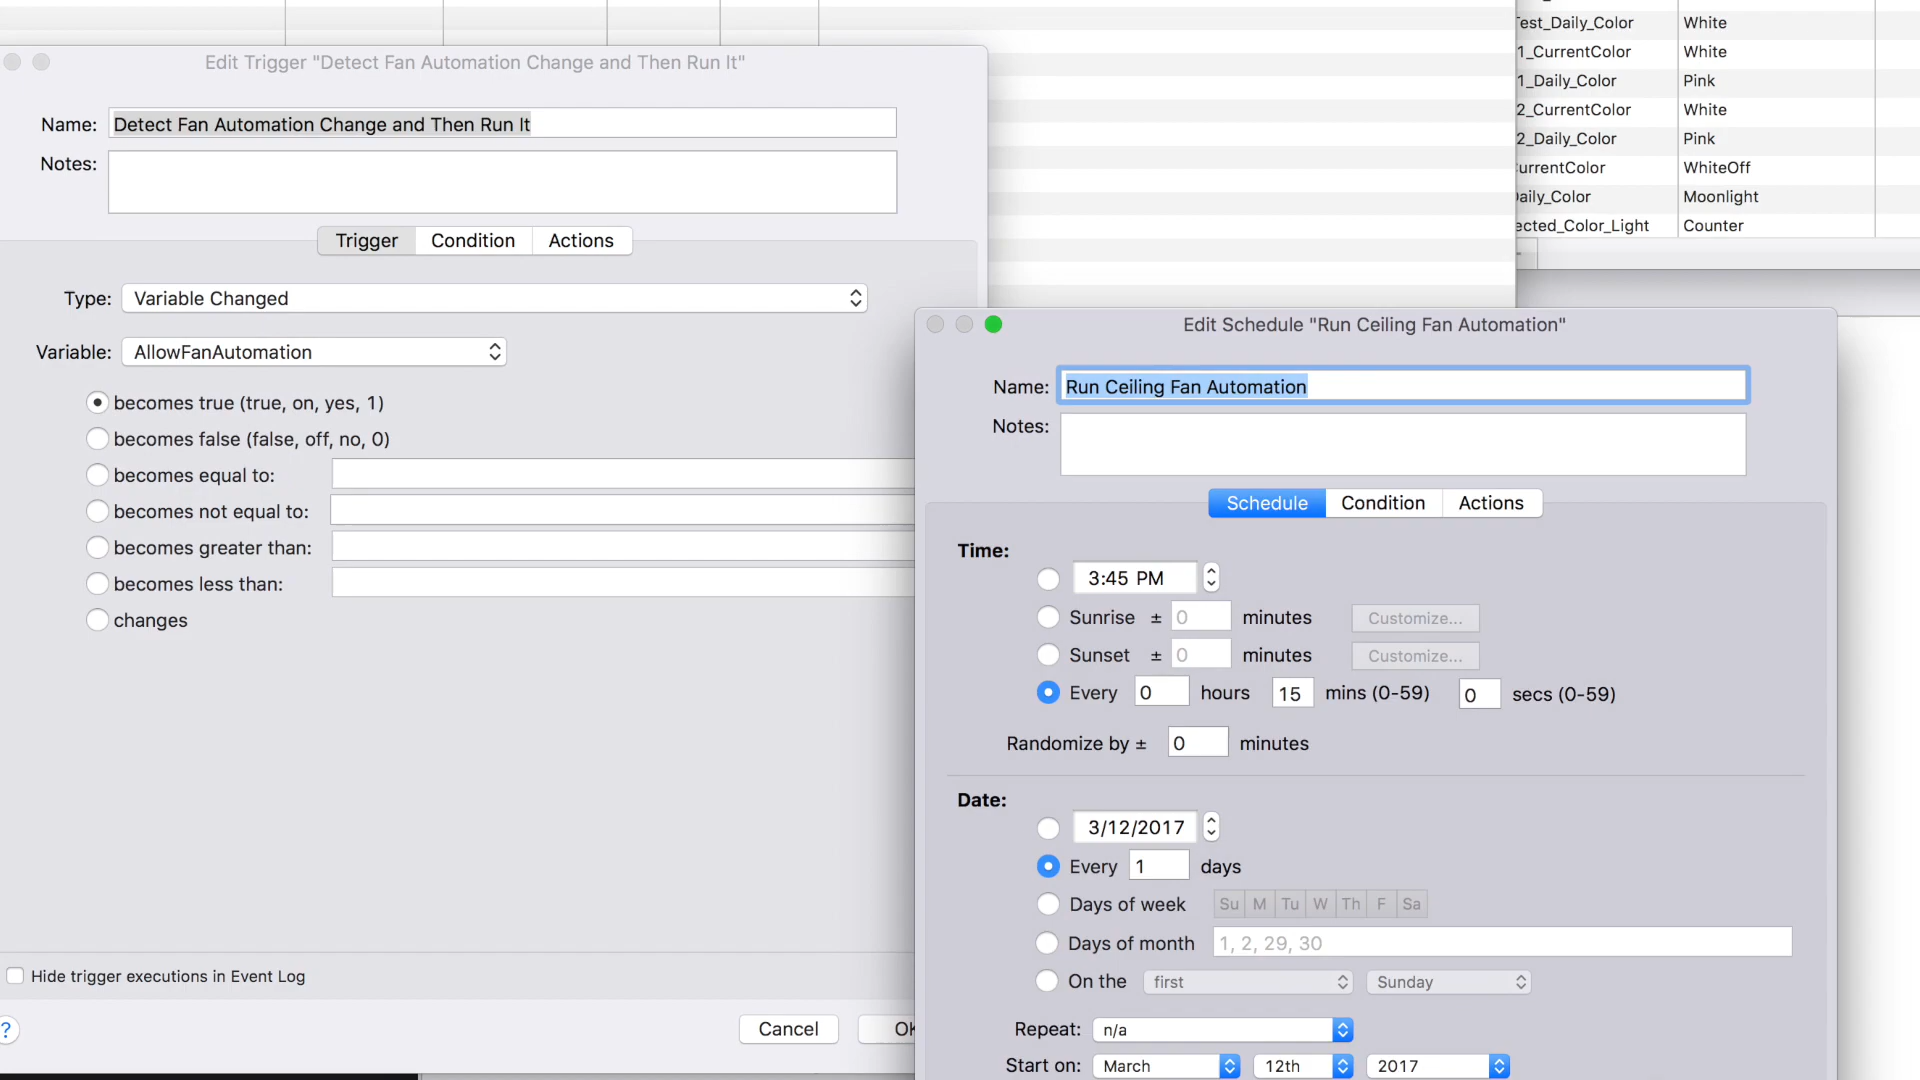 Edit Trigger "Detect Fan Automation Change and Then Run It"
Name: Detect Fan Automation Change and Then Run It
Notes:
Trigger Condition Actions
Type: Variable Changed
Variable: AllowFanAutomation
becomes true (true, on, yes, 1)
becomes false (false, off, no, 0)
becomes equal to:
becomes not equal to:
becomes greater than:
becomes less than:
changes
Hide trigger executions in Event Log
? Cancel OK
Test_Daily_Color White
1_CurrentColor White
1_Daily_Color Pink
2_CurrentColor White
2_Daily_Color Pink
CurrentColor WhiteOff
Daily_Color Moonlight
ected_Color_Light Counter
Edit Schedule "Run Ceiling Fan Automation"
Name: Run Ceiling Fan Automation
Notes:
Schedule Condition Actions
Time:
3:45 PM
Sunrise ± 0 minutes Customize...
Sunset ± 0 minutes Customize...
Every 0 hours 15 mins (0-59) 0 secs (0-59)
Randomize by ± 0 minutes
Date:
3/12/2017
Every 1 days
Days of week Su M Tu W Th F Sa
Days of month 1, 2, 29, 30
On the first Sunday
Repeat: n/a
Start on: March 12th 2017